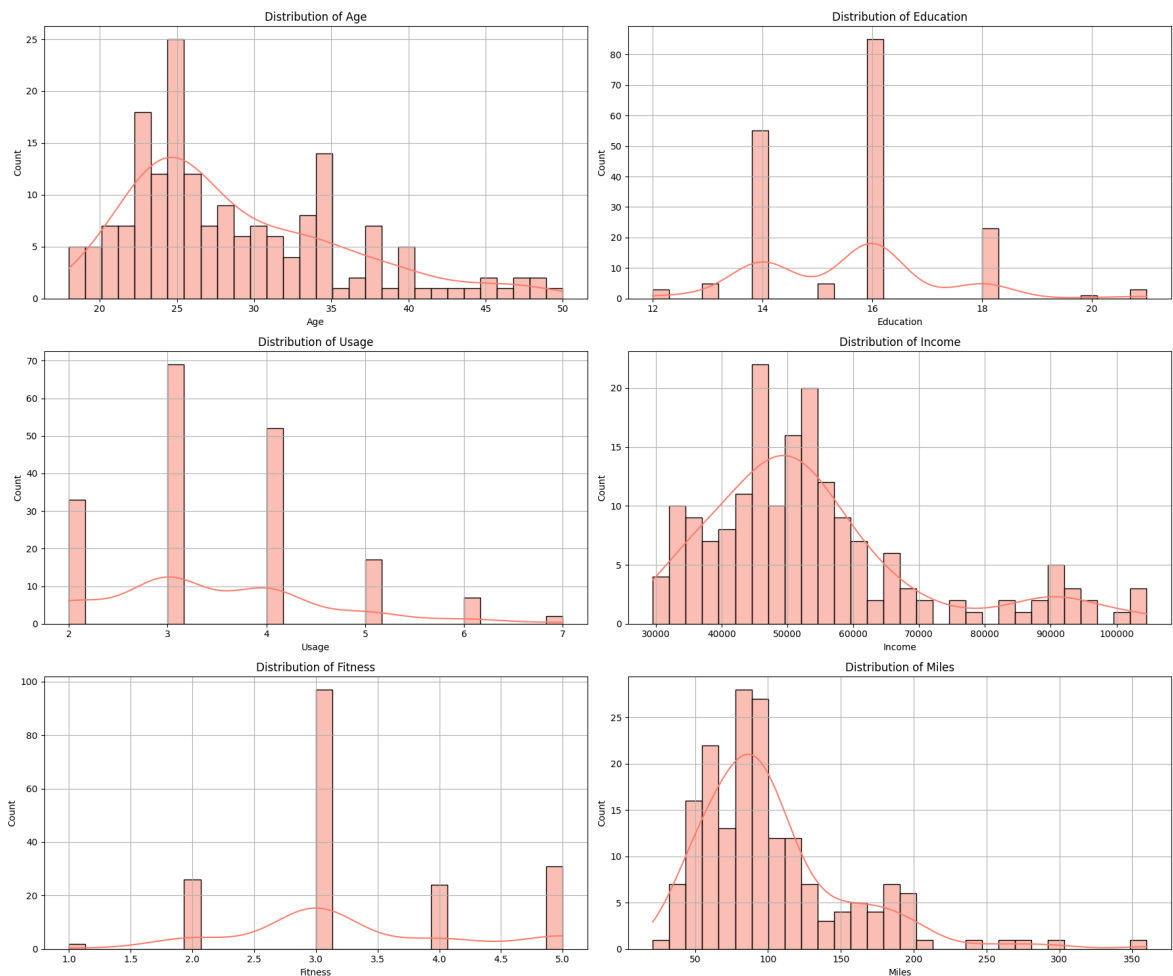 Distribution of Age
25
20
15
10
5
0
Count
20 25 30 35 40 45 50
Age
Distribution of Education
80
70
60
50
40
30
20
10
0
Count
12 14 16 18 20
Education
Distribution of Usage
70
60
50
40
30
20
10
0
Count
2 3 4 5 6 7
Usage
Distribution of Income
20
15
10
5
0
Count
30000 40000 50000 60000 70000 80000 90000 100000
Income
Distribution of Fitness
100
80
60
40
20
0
Count
1.0 1.5 2.0 2.5 3.0 3.5 4.0 4.5 5.0
Fitness
Distribution of Miles
25
20
15
10
5
0
Count
50 100 150 200 250 300 350
Miles